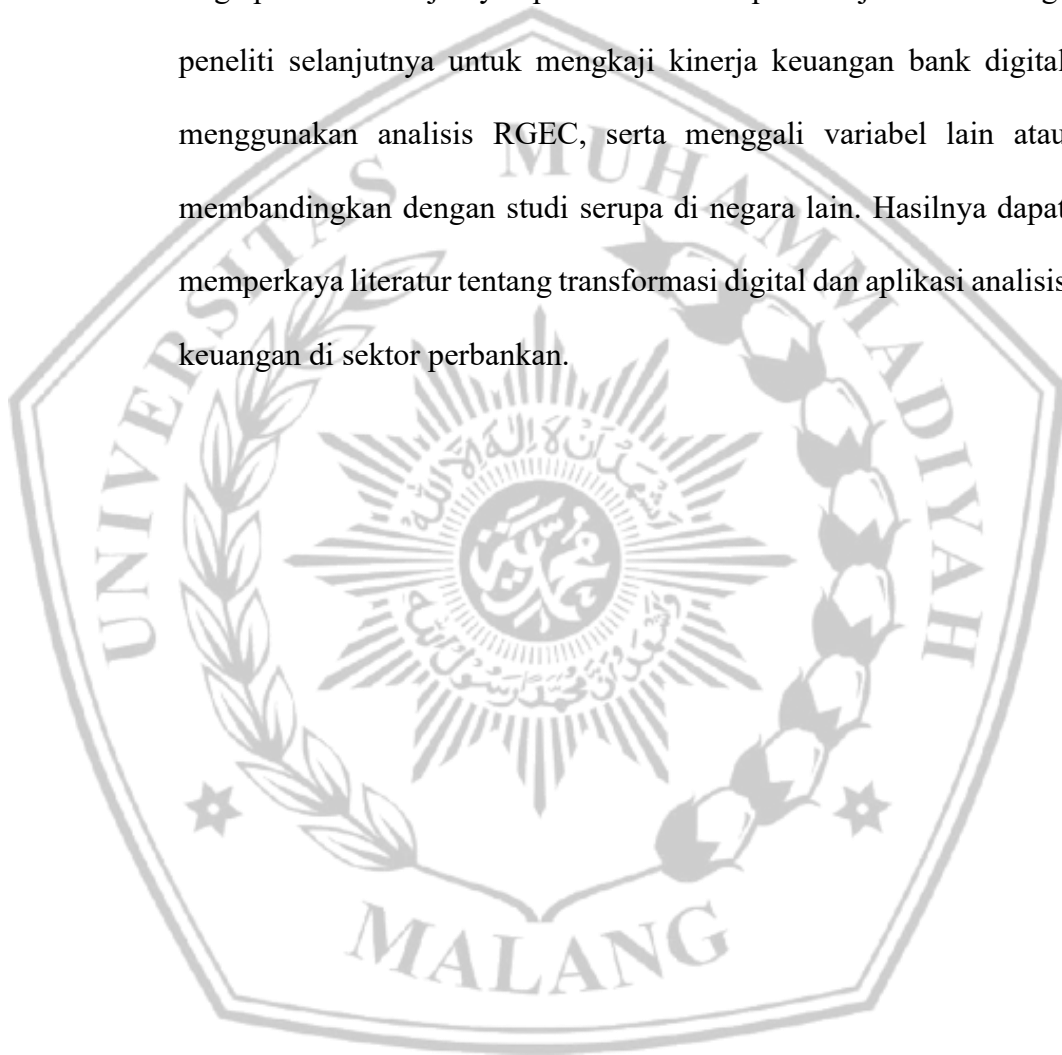 peneliti selanjutnya untuk mengkaji kinerja keuangan bank digital
menggunakan analisis RGEC, serta menggali variabel lain atau
membandingkan dengan studi serupa di negara lain. Hasilnya dapat
memperkaya literatur tentang transformasi digital dan aplikasi analisis
keuangan di sektor perbankan.
UNIVERSITAS MUHAMMADIYAH
MALANG